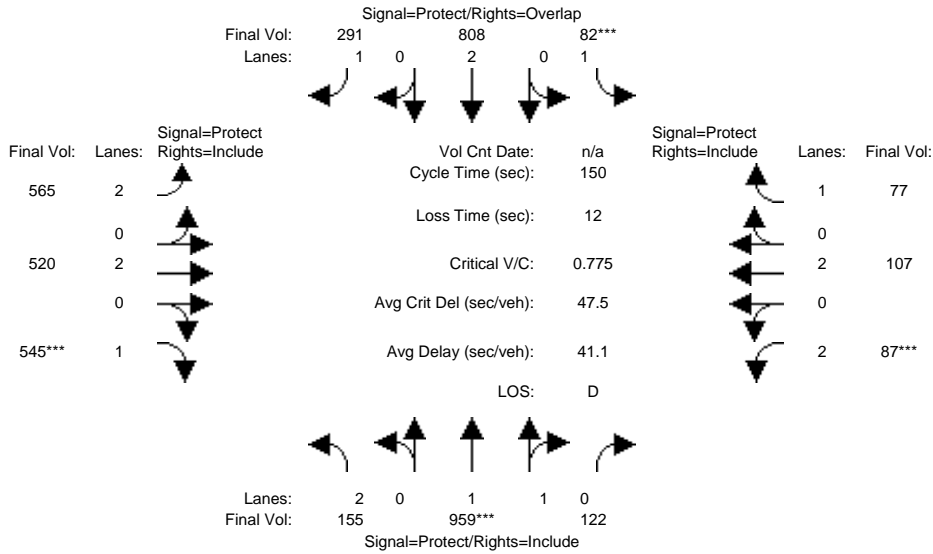 Signal=Protect/Rights=Overlap
Final Vol: 291 808 82***
Lanes: 1 0 2 0 1
Signal=Protect Signal=Protect
Final Vol: Lanes: Rights=Include Vol Cnt Date: n/a Rights=Include Lanes: Final Vol:
Cycle Time (sec): 150
565 2 1 77
Loss Time (sec): 12
0 0
520 2 Critical V/C: 0.775 2 107
0 Avg Crit Del (sec/veh): 47.5 0
545*** 1 Avg Delay (sec/veh): 41.1 2 87***
LOS: D
Lanes: 2 0 1 1 0
Final Vol: 155 959*** 122
Signal=Protect/Rights=Include